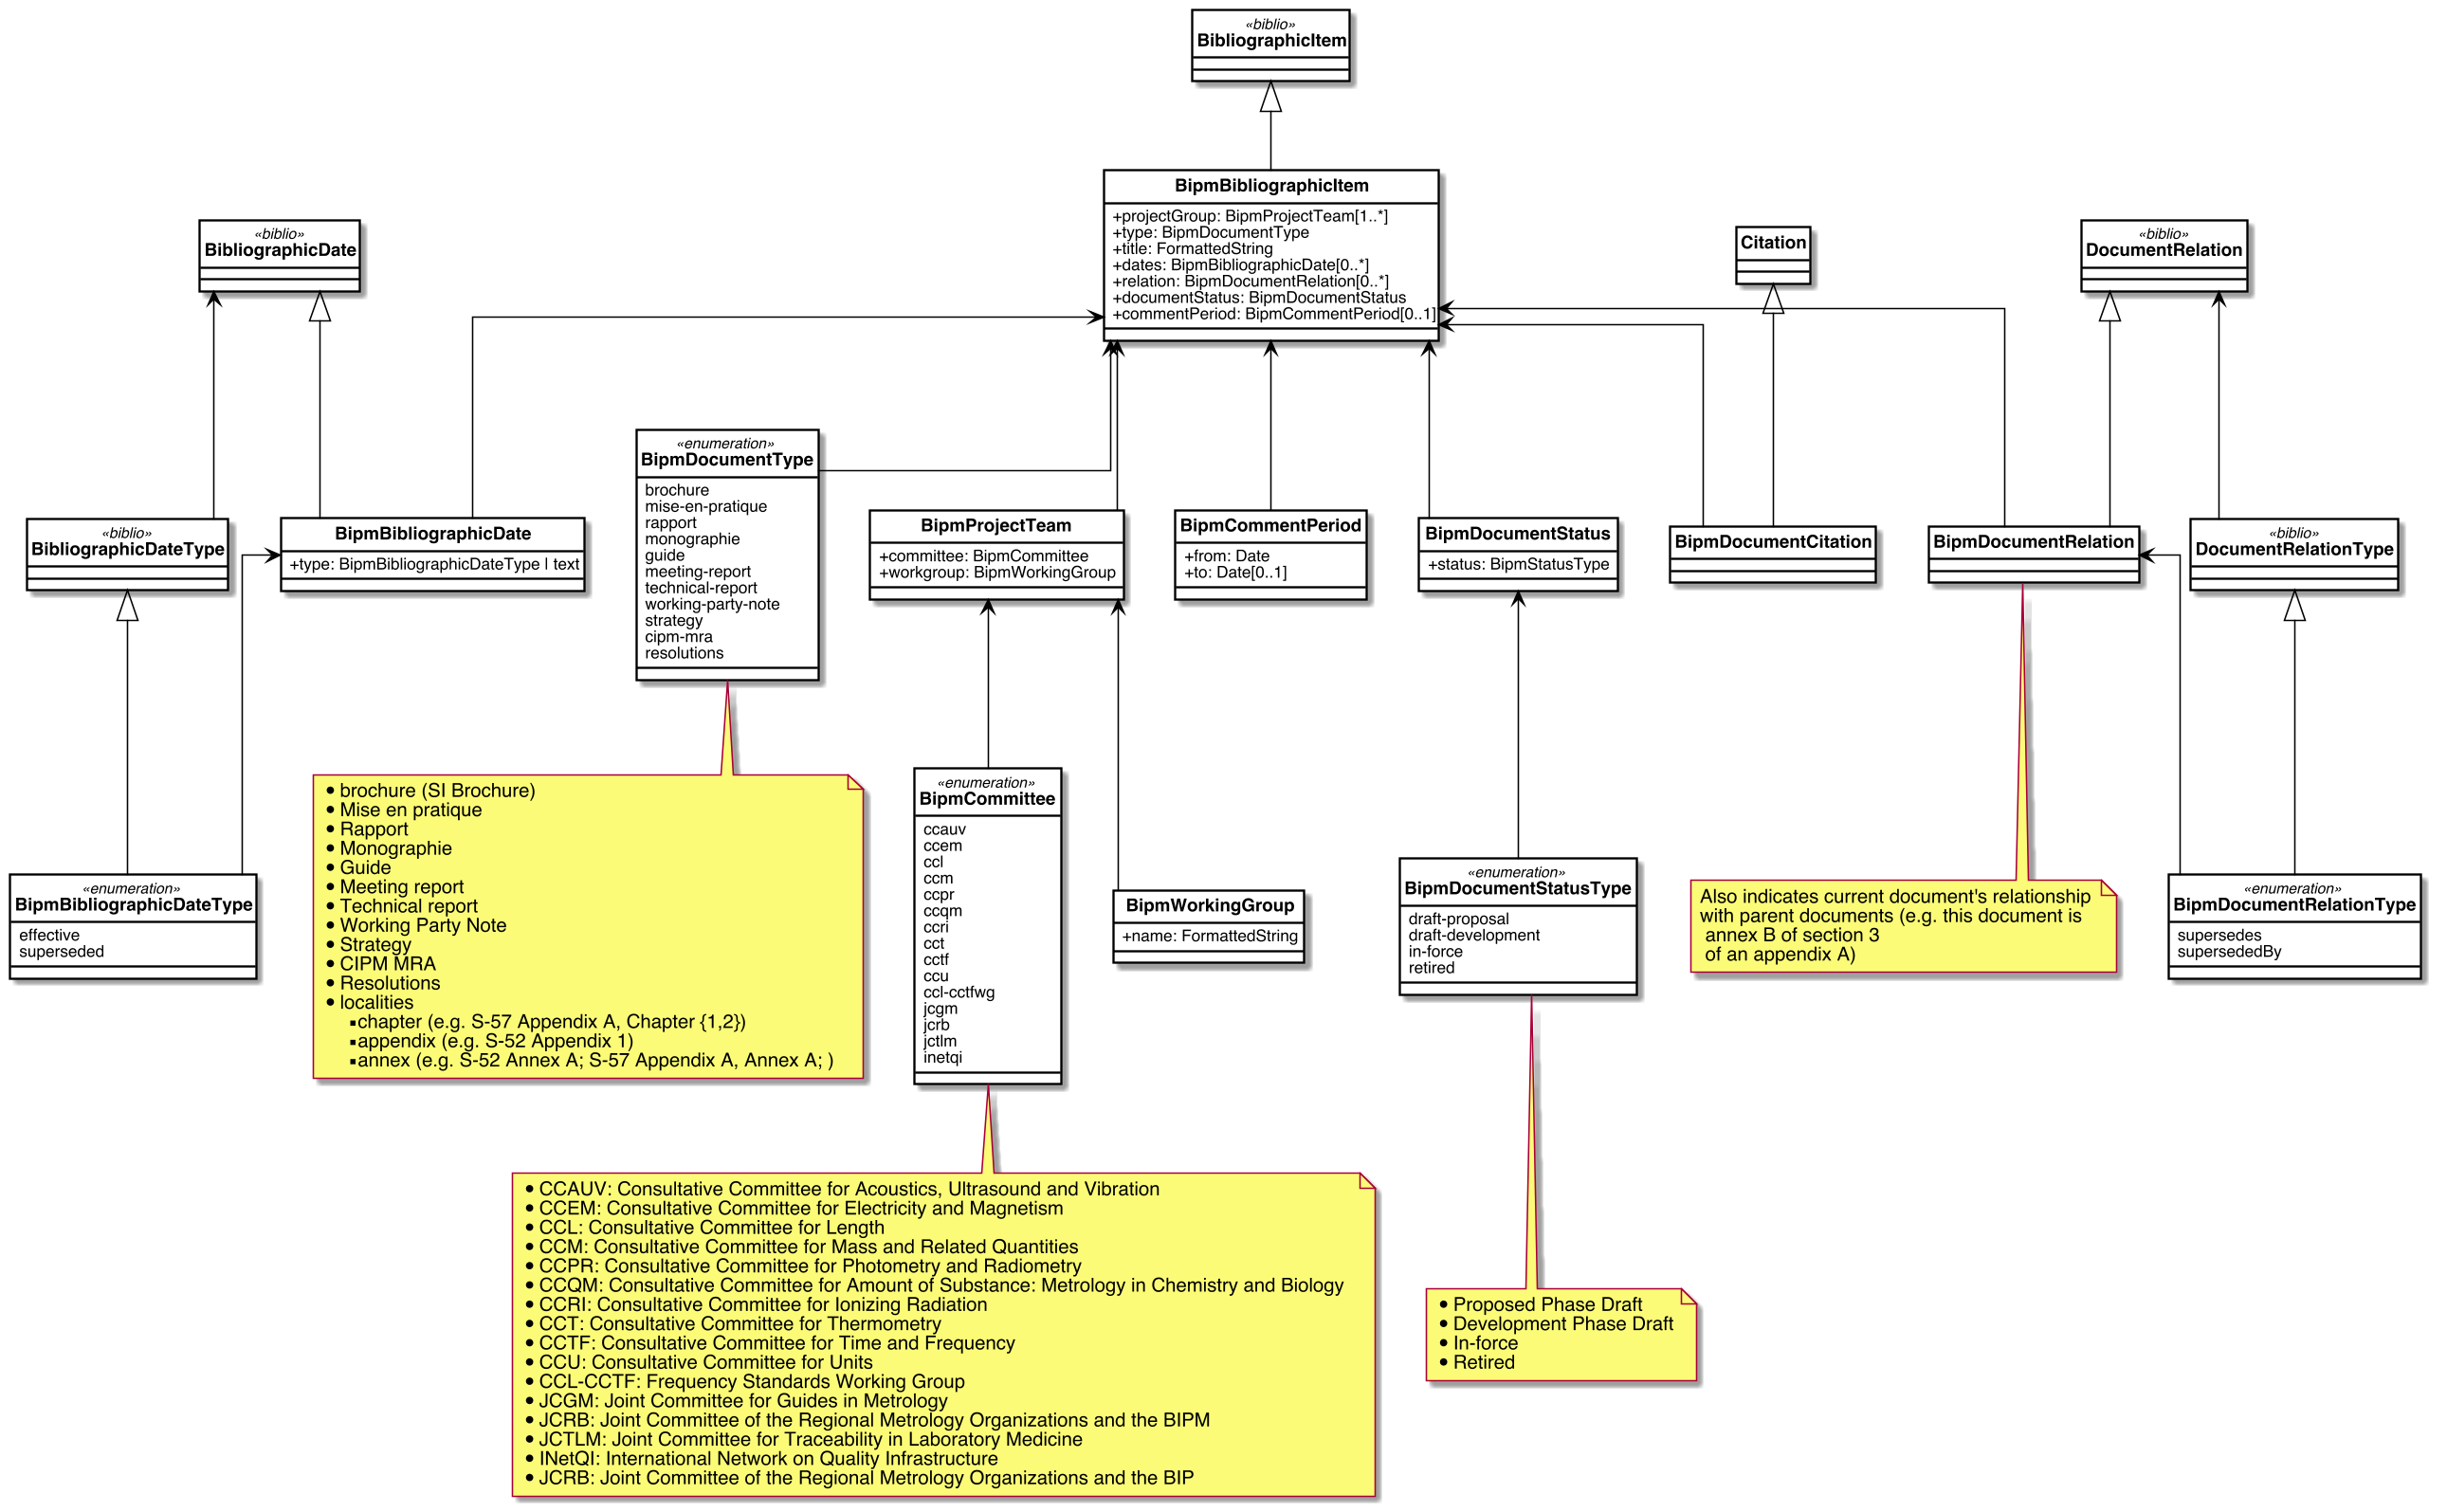 «biblio»
BibliographicItem
BipmBibliographicItem
+projectGroup: BipmProjectTeam[1..*]
+type: BipmDocumentType
+title: FormattedString
+dates: BipmBibliographicDate[0..*]
+relation: BipmDocumentRelation[0..*]
+documentStatus: BipmDocumentStatus
+commentPeriod: BipmCommentPeriod[0..1]
«biblio»
BibliographicDate
Citation
«biblio»
DocumentRelation
«biblio»
BibliographicDateType
BipmBibliographicDate
+type: BipmBibliographicDateType | text
«enumeration»
BipmDocumentType
brochure
mise-en-pratique
rapport
monographie
guide
meeting-report
technical-report
working-party-note
strategy
cipm-mra
resolutions
BipmProjectTeam
+committee: BipmCommittee
+workgroup: BipmWorkingGroup
BipmCommentPeriod
+from: Date
+to: Date[0..1]
BipmDocumentStatus
+status: BipmStatusType
BipmDocumentCitation
BipmDocumentRelation
«biblio»
DocumentRelationType
«enumeration»
BipmBibliographicDateType
effective
superseded
• brochure (SI Brochure)
• Mise en pratique
• Rapport
• Monographie
• Guide
• Meeting report
• Technical report
• Working Party Note
• Strategy
• CIPM MRA
• Resolutions
• localities
▪ chapter (e.g. S-57 Appendix A, Chapter {1,2})
▪ appendix (e.g. S-52 Appendix 1)
▪ annex (e.g. S-52 Annex A; S-57 Appendix A, Annex A; )
«enumeration»
BipmCommittee
ccauv
ccem
ccl
ccm
ccpr
ccqm
ccri
cct
cctf
ccu
ccl-cctfwg
jcgm
jcrb
jctlm
inetqi
BipmWorkingGroup
+name: FormattedString
«enumeration»
BipmDocumentStatusType
draft-proposal
draft-development
in-force
retired
Also indicates current document's relationship
with parent documents (e.g. this document is
annex B of section 3
of an appendix A)
«enumeration»
BipmDocumentRelationType
supersedes
supersededBy
• CCAUV: Consultative Committee for Acoustics, Ultrasound and Vibration
• CCEM: Consultative Committee for Electricity and Magnetism
• CCL: Consultative Committee for Length
• CCM: Consultative Committee for Mass and Related Quantities
• CCPR: Consultative Committee for Photometry and Radiometry
• CCQM: Consultative Committee for Amount of Substance: Metrology in Chemistry and Biology
• CCRI: Consultative Committee for Ionizing Radiation
• CCT: Consultative Committee for Thermometry
• CCTF: Consultative Committee for Time and Frequency
• CCU: Consultative Committee for Units
• CCL-CCTF: Frequency Standards Working Group
• JCGM: Joint Committee for Guides in Metrology
• JCRB: Joint Committee of the Regional Metrology Organizations and the BIPM
• JCTLM: Joint Committee for Traceability in Laboratory Medicine
• INetQI: International Network on Quality Infrastructure
• JCRB: Joint Committee of the Regional Metrology Organizations and the BIP
• Proposed Phase Draft
• Development Phase Draft
• In-force
• Retired